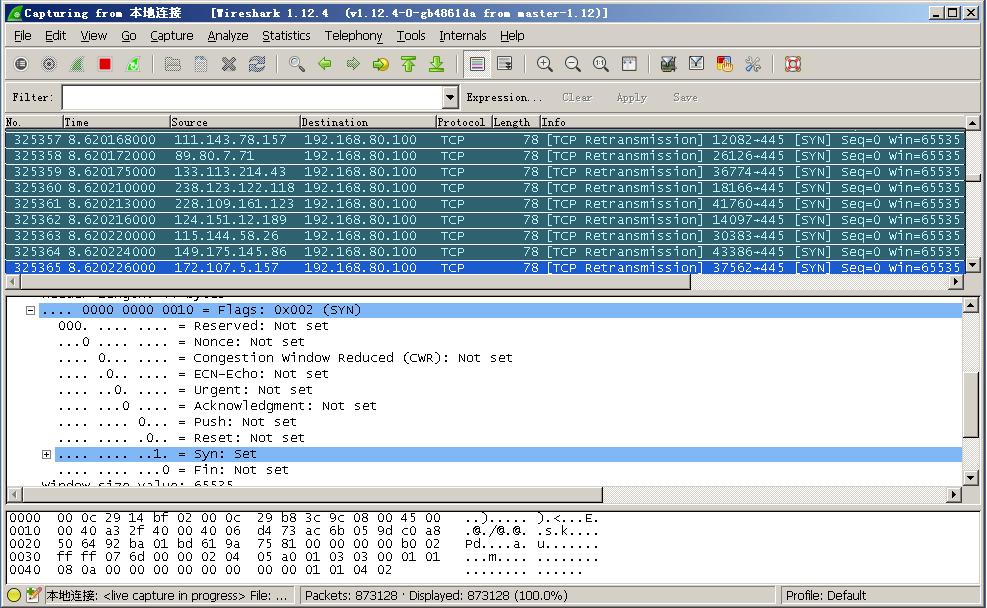 Capturing from 本地连接 [Wireshark 1.12.4 (v1.12.4-0-gb4861da from master-1.12)]
File Edit View Go Capture Analyze Statistics Telephony Tools Internals Help
Filter: Expression... Clear Apply Save
No. Time Source Destination Protocol Length Info
325357 8.620168000 111.143.78.157 192.168.80.100 TCP 78 [TCP Retransmission] 12082→445 [SYN] Seq=0 Win=65535
325358 8.620172000 89.80.7.71 192.168.80.100 TCP 78 [TCP Retransmission] 26126→445 [SYN] Seq=0 Win=65535
325359 8.620175000 133.113.214.43 192.168.80.100 TCP 78 [TCP Retransmission] 36774→445 [SYN] Seq=0 Win=65535
325360 8.620210000 238.123.122.118 192.168.80.100 TCP 78 [TCP Retransmission] 18166→445 [SYN] Seq=0 Win=65535
325361 8.620213000 228.109.161.123 192.168.80.100 TCP 78 [TCP Retransmission] 41760→445 [SYN] Seq=0 Win=65535
325362 8.620216000 124.151.12.189 192.168.80.100 TCP 78 [TCP Retransmission] 14097→445 [SYN] Seq=0 Win=65535
325363 8.620220000 115.144.58.26 192.168.80.100 TCP 78 [TCP Retransmission] 30383→445 [SYN] Seq=0 Win=65535
325364 8.620224000 149.175.145.86 192.168.80.100 TCP 78 [TCP Retransmission] 43386→445 [SYN] Seq=0 Win=65535
325365 8.620226000 172.107.5.157 192.168.80.100 TCP 78 [TCP Retransmission] 37562→445 [SYN] Seq=0 Win=65535
.... 0000 0000 0010 = Flags: 0x002 (SYN)
000. .... .... = Reserved: Not set
...0 .... .... = Nonce: Not set
.... 0... .... = Congestion Window Reduced (CWR): Not set
.... .0.. .... = ECN-Echo: Not set
.... ..0. .... = Urgent: Not set
.... ...0 .... = Acknowledgment: Not set
.... .... 0... = Push: Not set
.... .... .0.. = Reset: Not set
.... .... ..1. = Syn: Set
.... .... ...0 = Fin: Not set
Window size value: 65535
0000 00 0c 29 14 bf 02 00 0c 29 b8 3c 9c 08 00 45 00 ..)..... ).<...E.
0010 00 40 a3 2f 40 00 40 06 d4 73 ac 6b 05 9d c0 a8 .@./@.@. .s.k....
0020 50 64 92 ba 01 bd 61 9a 75 81 00 00 00 00 b0 02 Pd....a. u.......
0030 ff ff 07 6d 00 00 02 04 05 a0 01 03 03 00 01 01 ...m.... ........
0040 08 0a 00 00 00 00 00 00 00 00 01 01 04 02 ........ ......
本地连接: <live capture in progress> File: ... Packets: 873128 · Displayed: 873128 (100.0%) Profile: Default